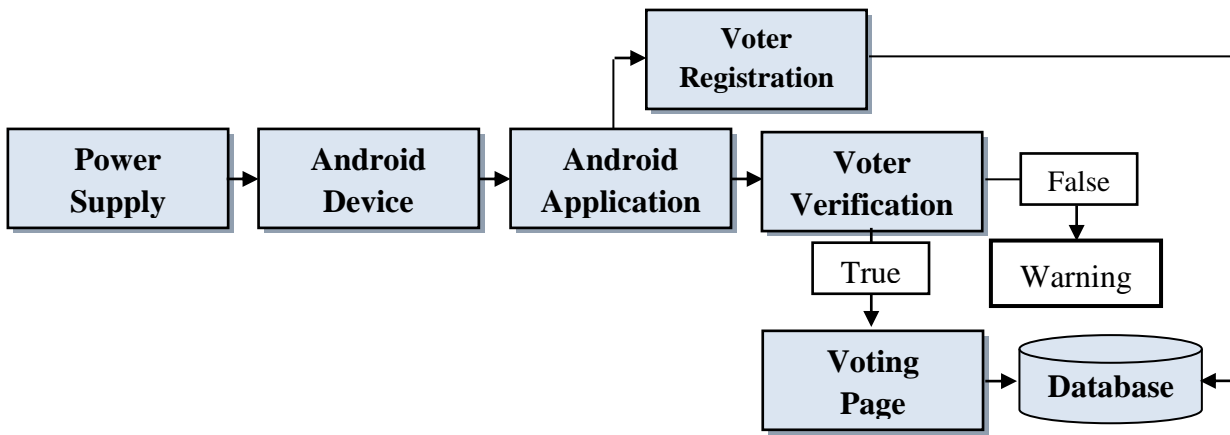 Voter
Registration
Power
Supply
Android
Device
Android
Application
Voter
Verification
False
True
Warning
Voting
Page
Database